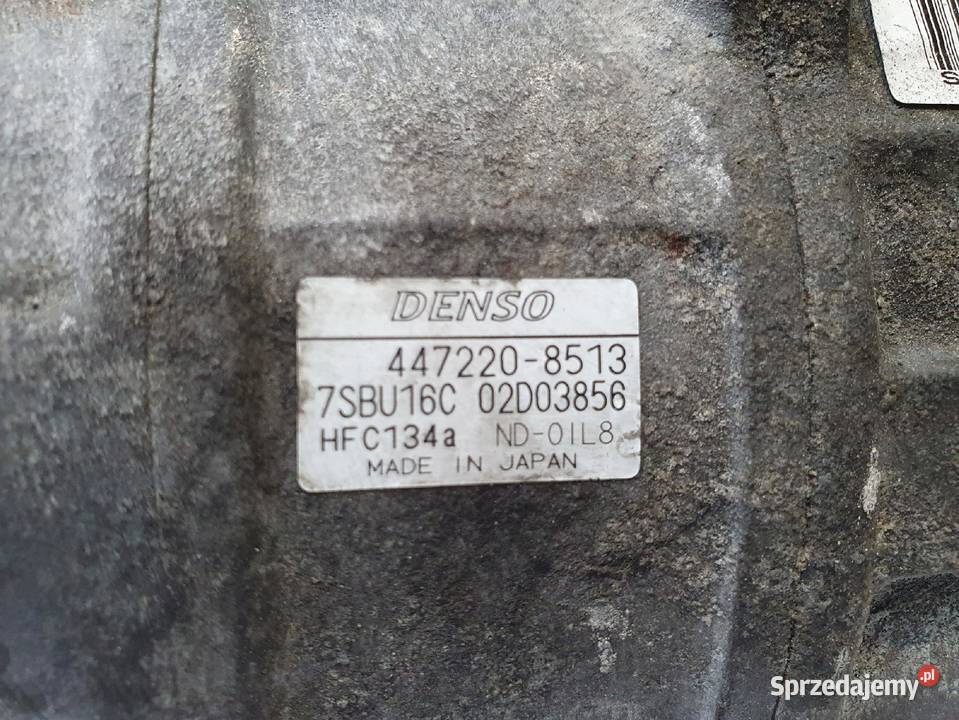 S
DENSO
447220-8513
7SBU16C 02D03856
HFC134a ND-OIL8
MADE IN JAPAN
Sprzedajemy.pl